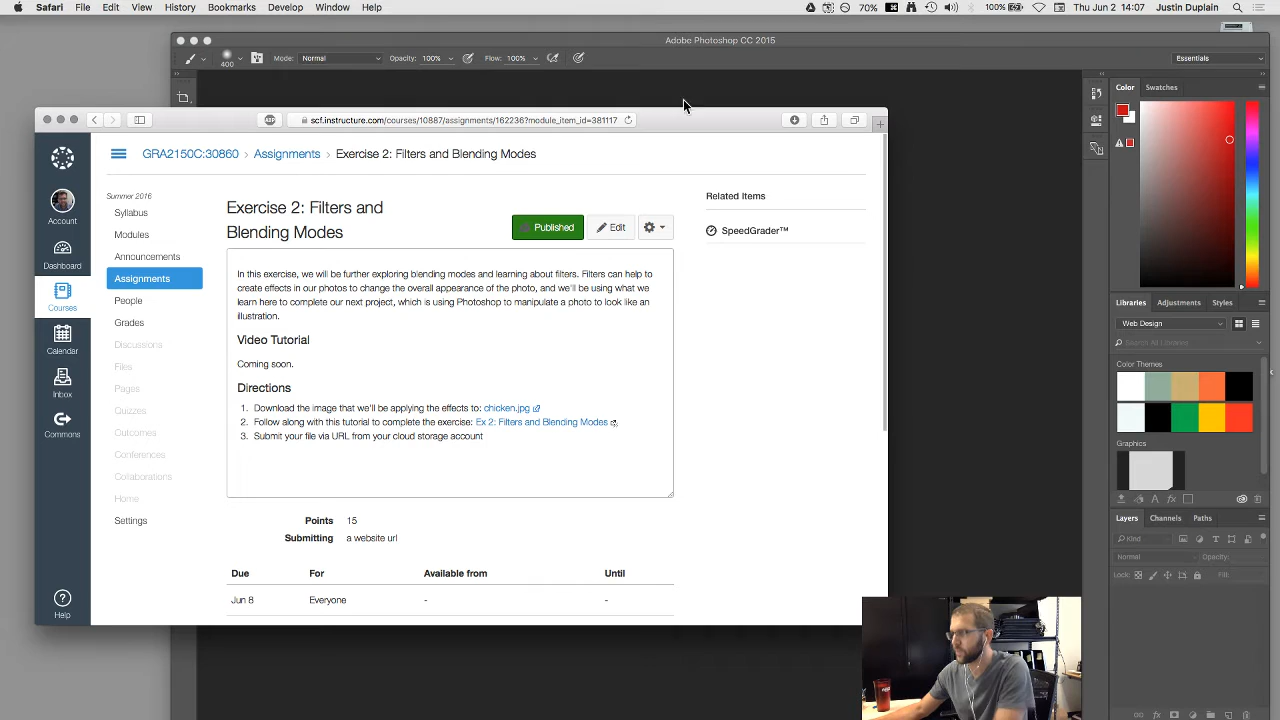 Safari File Edit View History Bookmarks Develop Window Help
70% 100% Thu Jun 2 14:07 Justin Duplain
Adobe Photoshop CC 2015
400 Mode: Normal Opacity: 100% Flow: 100% Essentials
Color Swatches
scf.instructure.com/courses/10887/assignments/162236?module_item_id=381117
GRA2150C:30860 > Assignments > Exercise 2: Filters and Blending Modes
Account
Dashboard
Courses
Calendar
Inbox
Commons
Help
Summer 2016
Syllabus
Modules
Announcements
Assignments
People
Grades
Discussions
Files
Pages
Quizzes
Outcomes
Conferences
Collaborations
Home
Settings
Exercise 2: Filters and
Blending Modes
Published Edit
In this exercise, we will be further exploring blending modes and learning about filters. Filters can help to
create effects in our photos to change the overall appearance of the photo, and we'll be using what we
learn here to complete our next project, which is using Photoshop to manipulate a photo to look like an
illustration.
Video Tutorial
Coming soon.
Directions
1. Download the image that we'll be applying the effects to: chicken.jpg
2. Follow along with this tutorial to complete the exercise: Ex 2: Filters and Blending Modes
3. Submit your file via URL from your cloud storage account
Points 15
Submitting a website url
Due For Available from Until
Jun 8 Everyone - -
Related Items
SpeedGrader™
Libraries Adjustments Styles
Web Design
Search All Libraries
Color Themes
Graphics
Layers Channels Paths
Kind
Normal Opacity:
Lock: Fill: